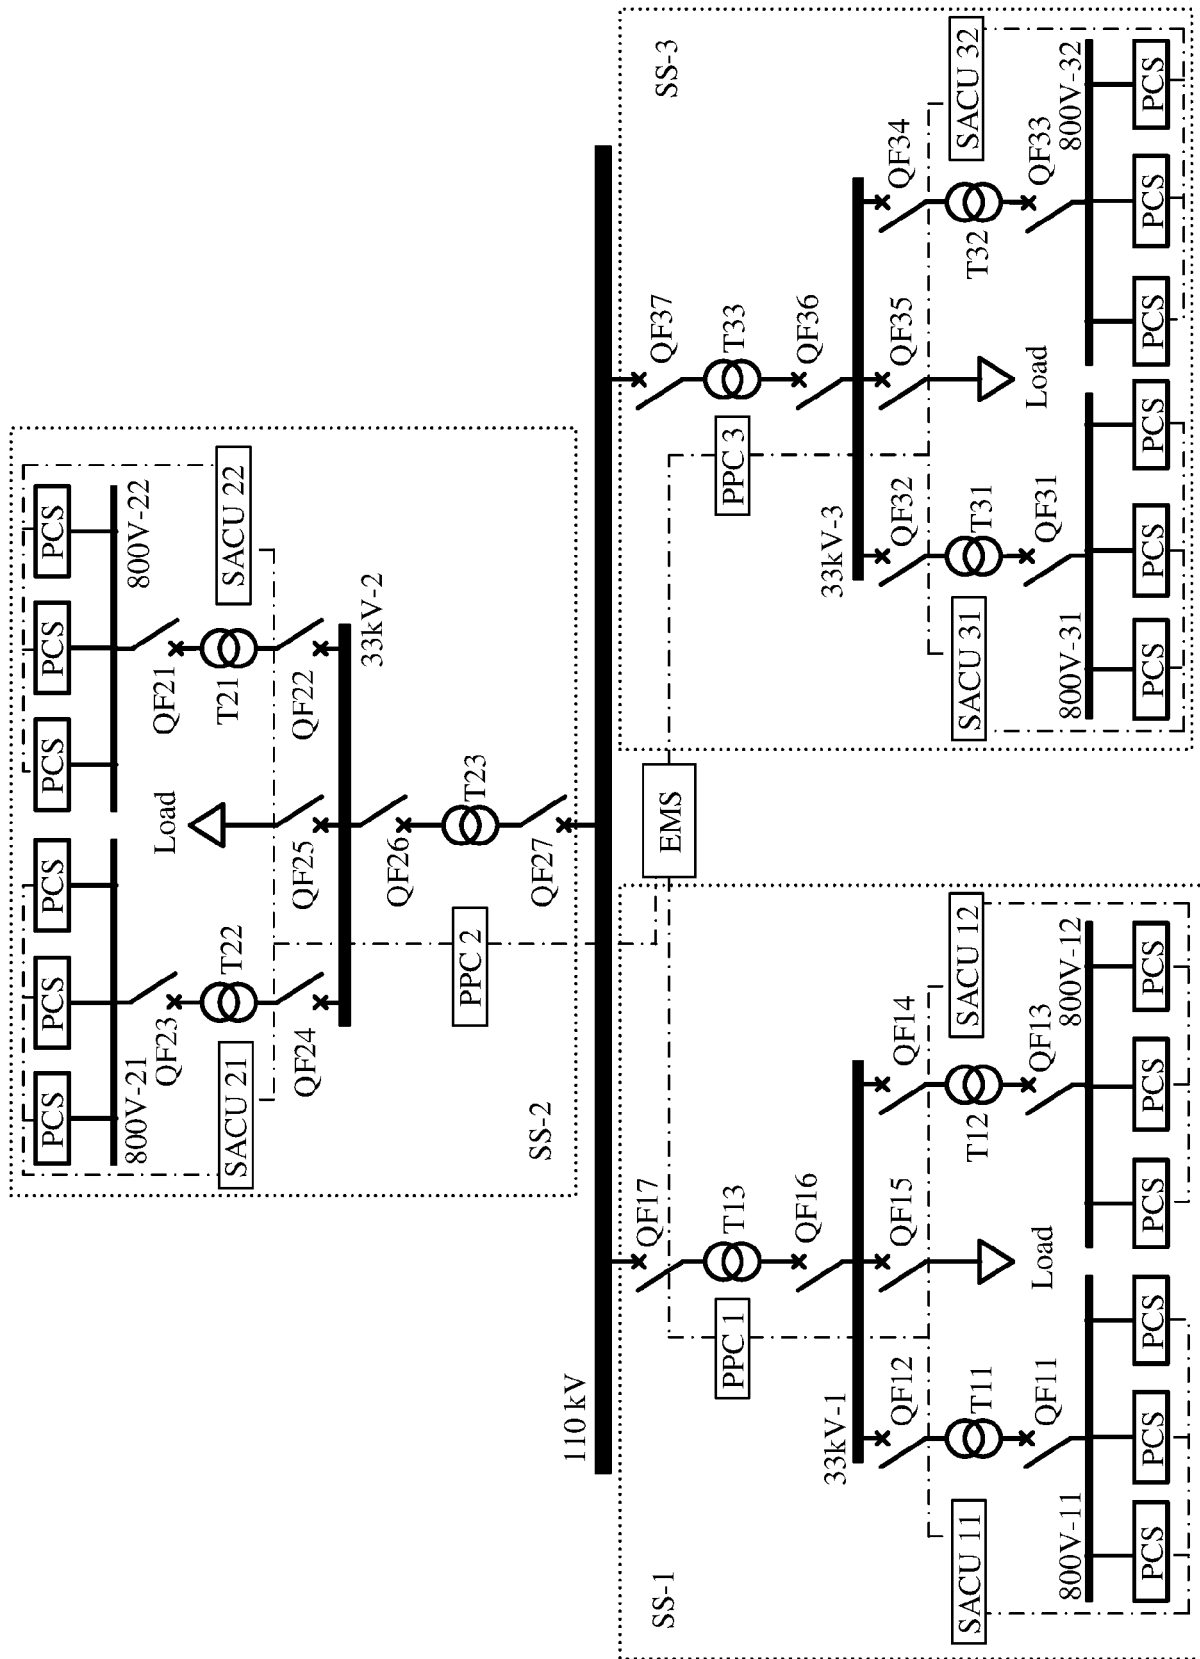 PCS
PCS
PCS
PCS
PCS
PCS
800V-21
800V-22
QF23
QF21
Load
T22
T21
SACU 21
SACU 22
QF24
QF25
QF22
33kV-2
QF26
T23
PPC 2
QF27
SS-2
110 kV
EMS
SS-1
QF17
T13
PPC 1
QF16
33kV-1
QF12
QF15
QF14
SACU 11
T11
T12
SACU 12
QF11
Load
QF13
800V-11
800V-12
PCS
PCS
PCS
PCS
PCS
PCS
SS-3
QF37
T33
PPC 3
QF36
33kV-3
QF32
QF35
QF34
SACU 31
T31
T32
SACU 32
QF31
Load
QF33
800V-31
800V-32
PCS
PCS
PCS
PCS
PCS
PCS